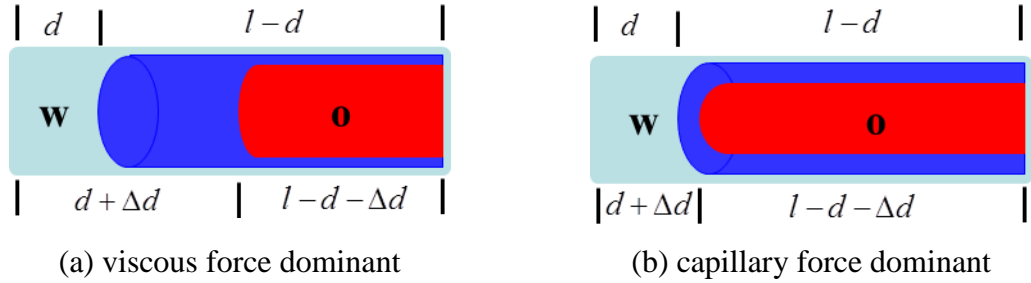 d l − d
w o
d + Δd l − d − Δd
(a) viscous force dominant
d l − d
w o
d + Δd l − d − Δd
(b) capillary force dominant